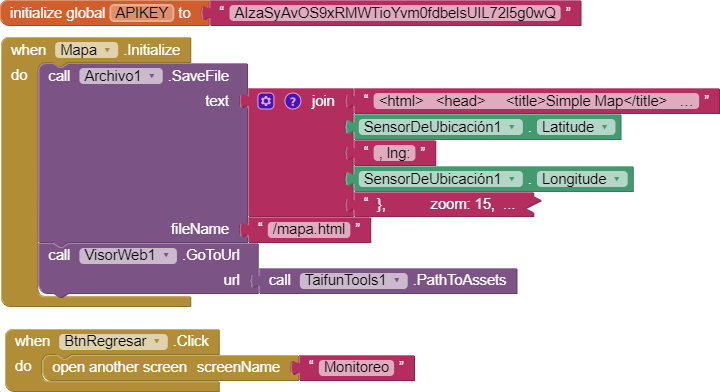 initialize global APIKEY to " AIzaSyAvOS9xRMWTioYvm0fdbelsUIL72I5g0wQ "
when Mapa .Initialize
do call Archivo1 .SaveFile
text join " <html> <head> <title>Simple Map</title> ... "
SensorDeUbicación1 . Latitude
" , lng: "
SensorDeUbicación1 . Longitude
" }, zoom: 15, ...
fileName " /mapa.html "
call VisorWeb1 .GoToUrl
url call TaifunTools1 .PathToAssets
when BtnRegresar .Click
do open another screen screenName " Monitoreo "